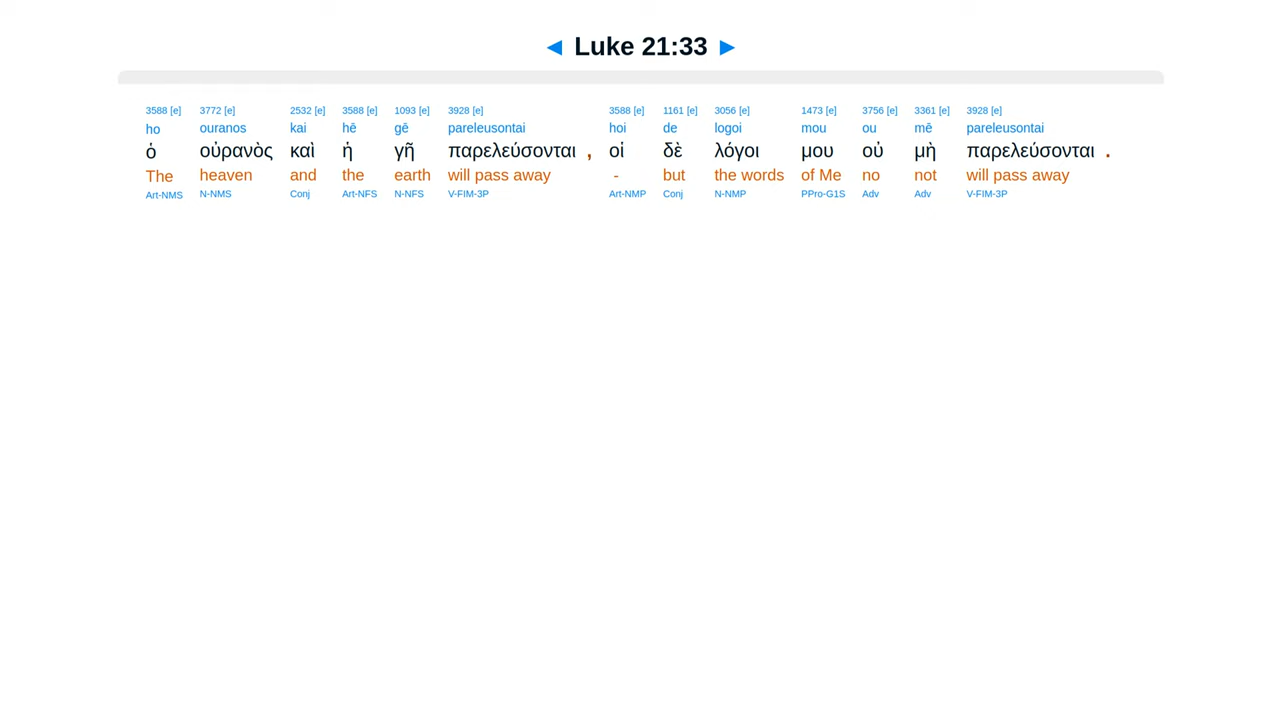 ◄ Luke 21:33 ►
3588 [e] 3772 [e] 2532 [e] 3588 [e] 1093 [e] 3928 [e] 3588 [e] 1161 [e] 3056 [e] 1473 [e] 3756 [e] 3361 [e] 3928 [e]
ho ouranos kai hē gē pareleusontai hoi de logoi mou ou mē pareleusontai
ὁ οὐρανὸς καὶ ἡ γῆ παρελεύσονται , οἱ δὲ λόγοι μου οὐ μὴ παρελεύσονται .
The heaven and the earth will pass away - but the words of Me no not will pass away
Art-NMS N-NMS Conj Art-NFS N-NFS V-FIM-3P Art-NMP Conj N-NMP PPro-G1S Adv Adv V-FIM-3P